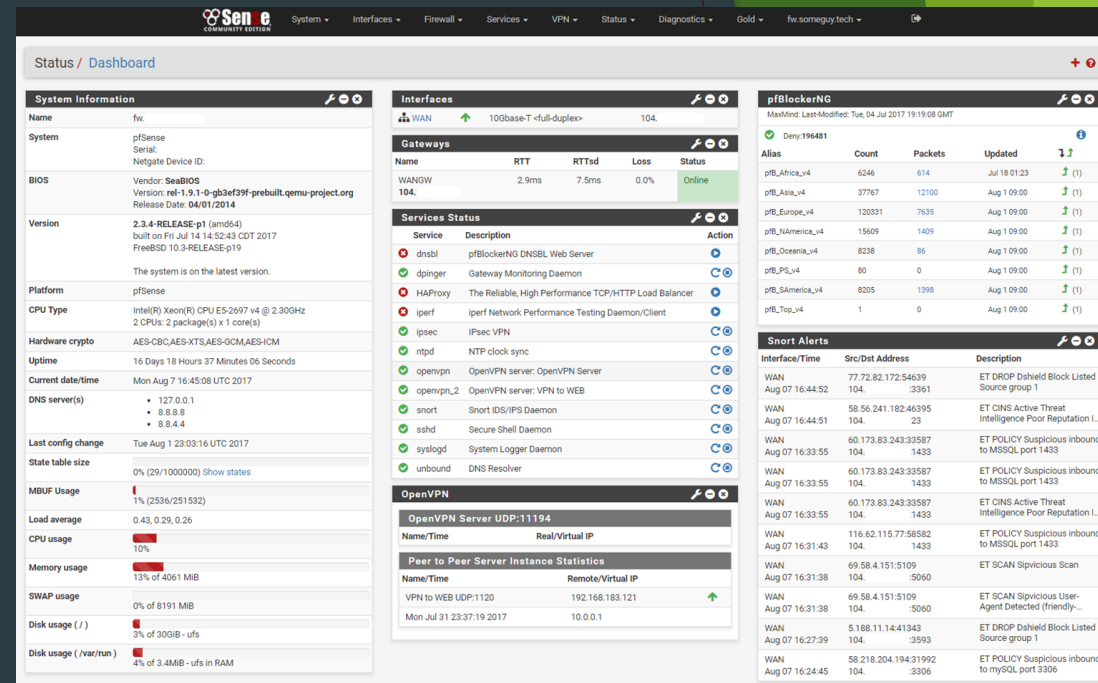 Sense
COMMUNITY EDITION
System
Interfaces
Firewall
Services
VPN
Status
Diagnostics
Gold
fw.someguy.tech
Status / Dashboard
System Information
Name fw.
System pfSense
Serial:
Netgate Device ID:
BIOS Vendor: SeaBIOS
Version: rel-1.9.1-0-gb3ef39f-prebuilt.qemu-project.org
Release Date: 04/01/2014
Version 2.3.4-RELEASE-p1 (amd64)
built on Fri Jul 14 14:52:43 CDT 2017
FreeBSD 10.3-RELEASE-p19
The system is on the latest version.
Platform pfSense
CPU Type Intel(R) Xeon(R) CPU E5-2697 v4 @ 2.30GHz
2 CPUs: 2 package(s) x 1 core(s)
Hardware crypto AES-CBC,AES-XTS,AES-GCM,AES-ICM
Uptime 16 Days 18 Hours 37 Minutes 06 Seconds
Current date/time Mon Aug 7 16:45:08 UTC 2017
DNS server(s) • 127.0.0.1
• 8.8.8.8
• 8.8.4.4
Last config change Tue Aug 1 23:03:16 UTC 2017
State table size 0% (29/1000000) Show states
MBUF Usage 1% (2536/251532)
Load average 0.43, 0.29, 0.26
CPU usage 10%
Memory usage 13% of 4061 MiB
SWAP usage 0% of 8191 MiB
Disk usage ( / ) 3% of 30GiB - ufs
Disk usage ( /var/run ) 4% of 3.4MiB - ufs in RAM
Interfaces
WAN 10Gbase-T <full-duplex> 104.
Gateways
Name RTT RTTsd Loss Status
WANGW 2.9ms 7.5ms 0.0% Online
104.
Services Status
Service Description Action
dnsbl pfBlockerNG DNSBL Web Server
dpinger Gateway Monitoring Daemon
HAProxy The Reliable, High Performance TCP/HTTP Load Balancer
iperf iperf Network Performance Testing Daemon/Client
ipsec IPsec VPN
ntpd NTP clock sync
openvpn OpenVPN server: OpenVPN Server
openvpn_2 OpenVPN server: VPN to WEB
snort Snort IDS/IPS Daemon
sshd Secure Shell Daemon
syslogd System Logger Daemon
unbound DNS Resolver
OpenVPN
OpenVPN Server UDP:11194
Name/Time Real/Virtual IP
Peer to Peer Server Instance Statistics
Name/Time Remote/Virtual IP
VPN to WEB UDP:1120 192.168.183.121
Mon Jul 31 23:37:19 2017 10.0.0.1
pfBlockerNG
MaxMind: Last-Modified: Tue, 04 Jul 2017 19:19:08 GMT
Deny:196481
Alias Count Packets Updated
pfB_Africa_v4 6246 614 Jul 18 01:23 (1)
pfB_Asia_v4 37767 12100 Aug 1 09:00 (1)
pfB_Europe_v4 120331 7635 Aug 1 09:00 (1)
pfB_NAmerica_v4 15609 1409 Aug 1 09:00 (1)
pfB_Oceania_v4 8238 86 Aug 1 09:00 (1)
pfB_PS_v4 80 0 Aug 1 09:00 (1)
pfB_SAmerica_v4 8205 1398 Aug 1 09:00 (1)
pfB_Top_v4 1 0 Aug 1 09:00 (1)
Snort Alerts
Interface/Time Src/Dst Address Description
WAN 77.72.82.172:54639 ET DROP Dshield Block Listed
Aug 07 16:44:52 104. :3361 Source group 1
WAN 58.56.241.182:46395 ET CINS Active Threat
Aug 07 16:44:51 104. 23 Intelligence Poor Reputation I...
WAN 60.173.83.243:33587 ET POLICY Suspicious inbound
Aug 07 16:33:55 104. 1433 to MSSQL port 1433
WAN 60.173.83.243:33587 ET POLICY Suspicious inbound
Aug 07 16:33:55 104. 1433 to MSSQL port 1433
WAN 60.173.83.243:33587 ET CINS Active Threat
Aug 07 16:33:55 104. 1433 Intelligence Poor Reputation I...
WAN 116.62.115.77:58582 ET POLICY Suspicious inbound
Aug 07 16:31:43 104. 1433 to MSSQL port 1433
WAN 69.58.4.151:5109 ET SCAN Sipvicious Scan
Aug 07 16:31:38 104. :5060
WAN 69.58.4.151:5109 ET SCAN Sipvicious User-
Aug 07 16:31:38 104. :5060 Agent Detected (friendly-...
WAN 5.188.11.14:41343 ET DROP Dshield Block Listed
Aug 07 16:27:39 104. :3593 Source group 1
WAN 58.218.204.194:31992 ET POLICY Suspicious inbound
Aug 07 16:24:45 104. :3306 to mySQL port 3306